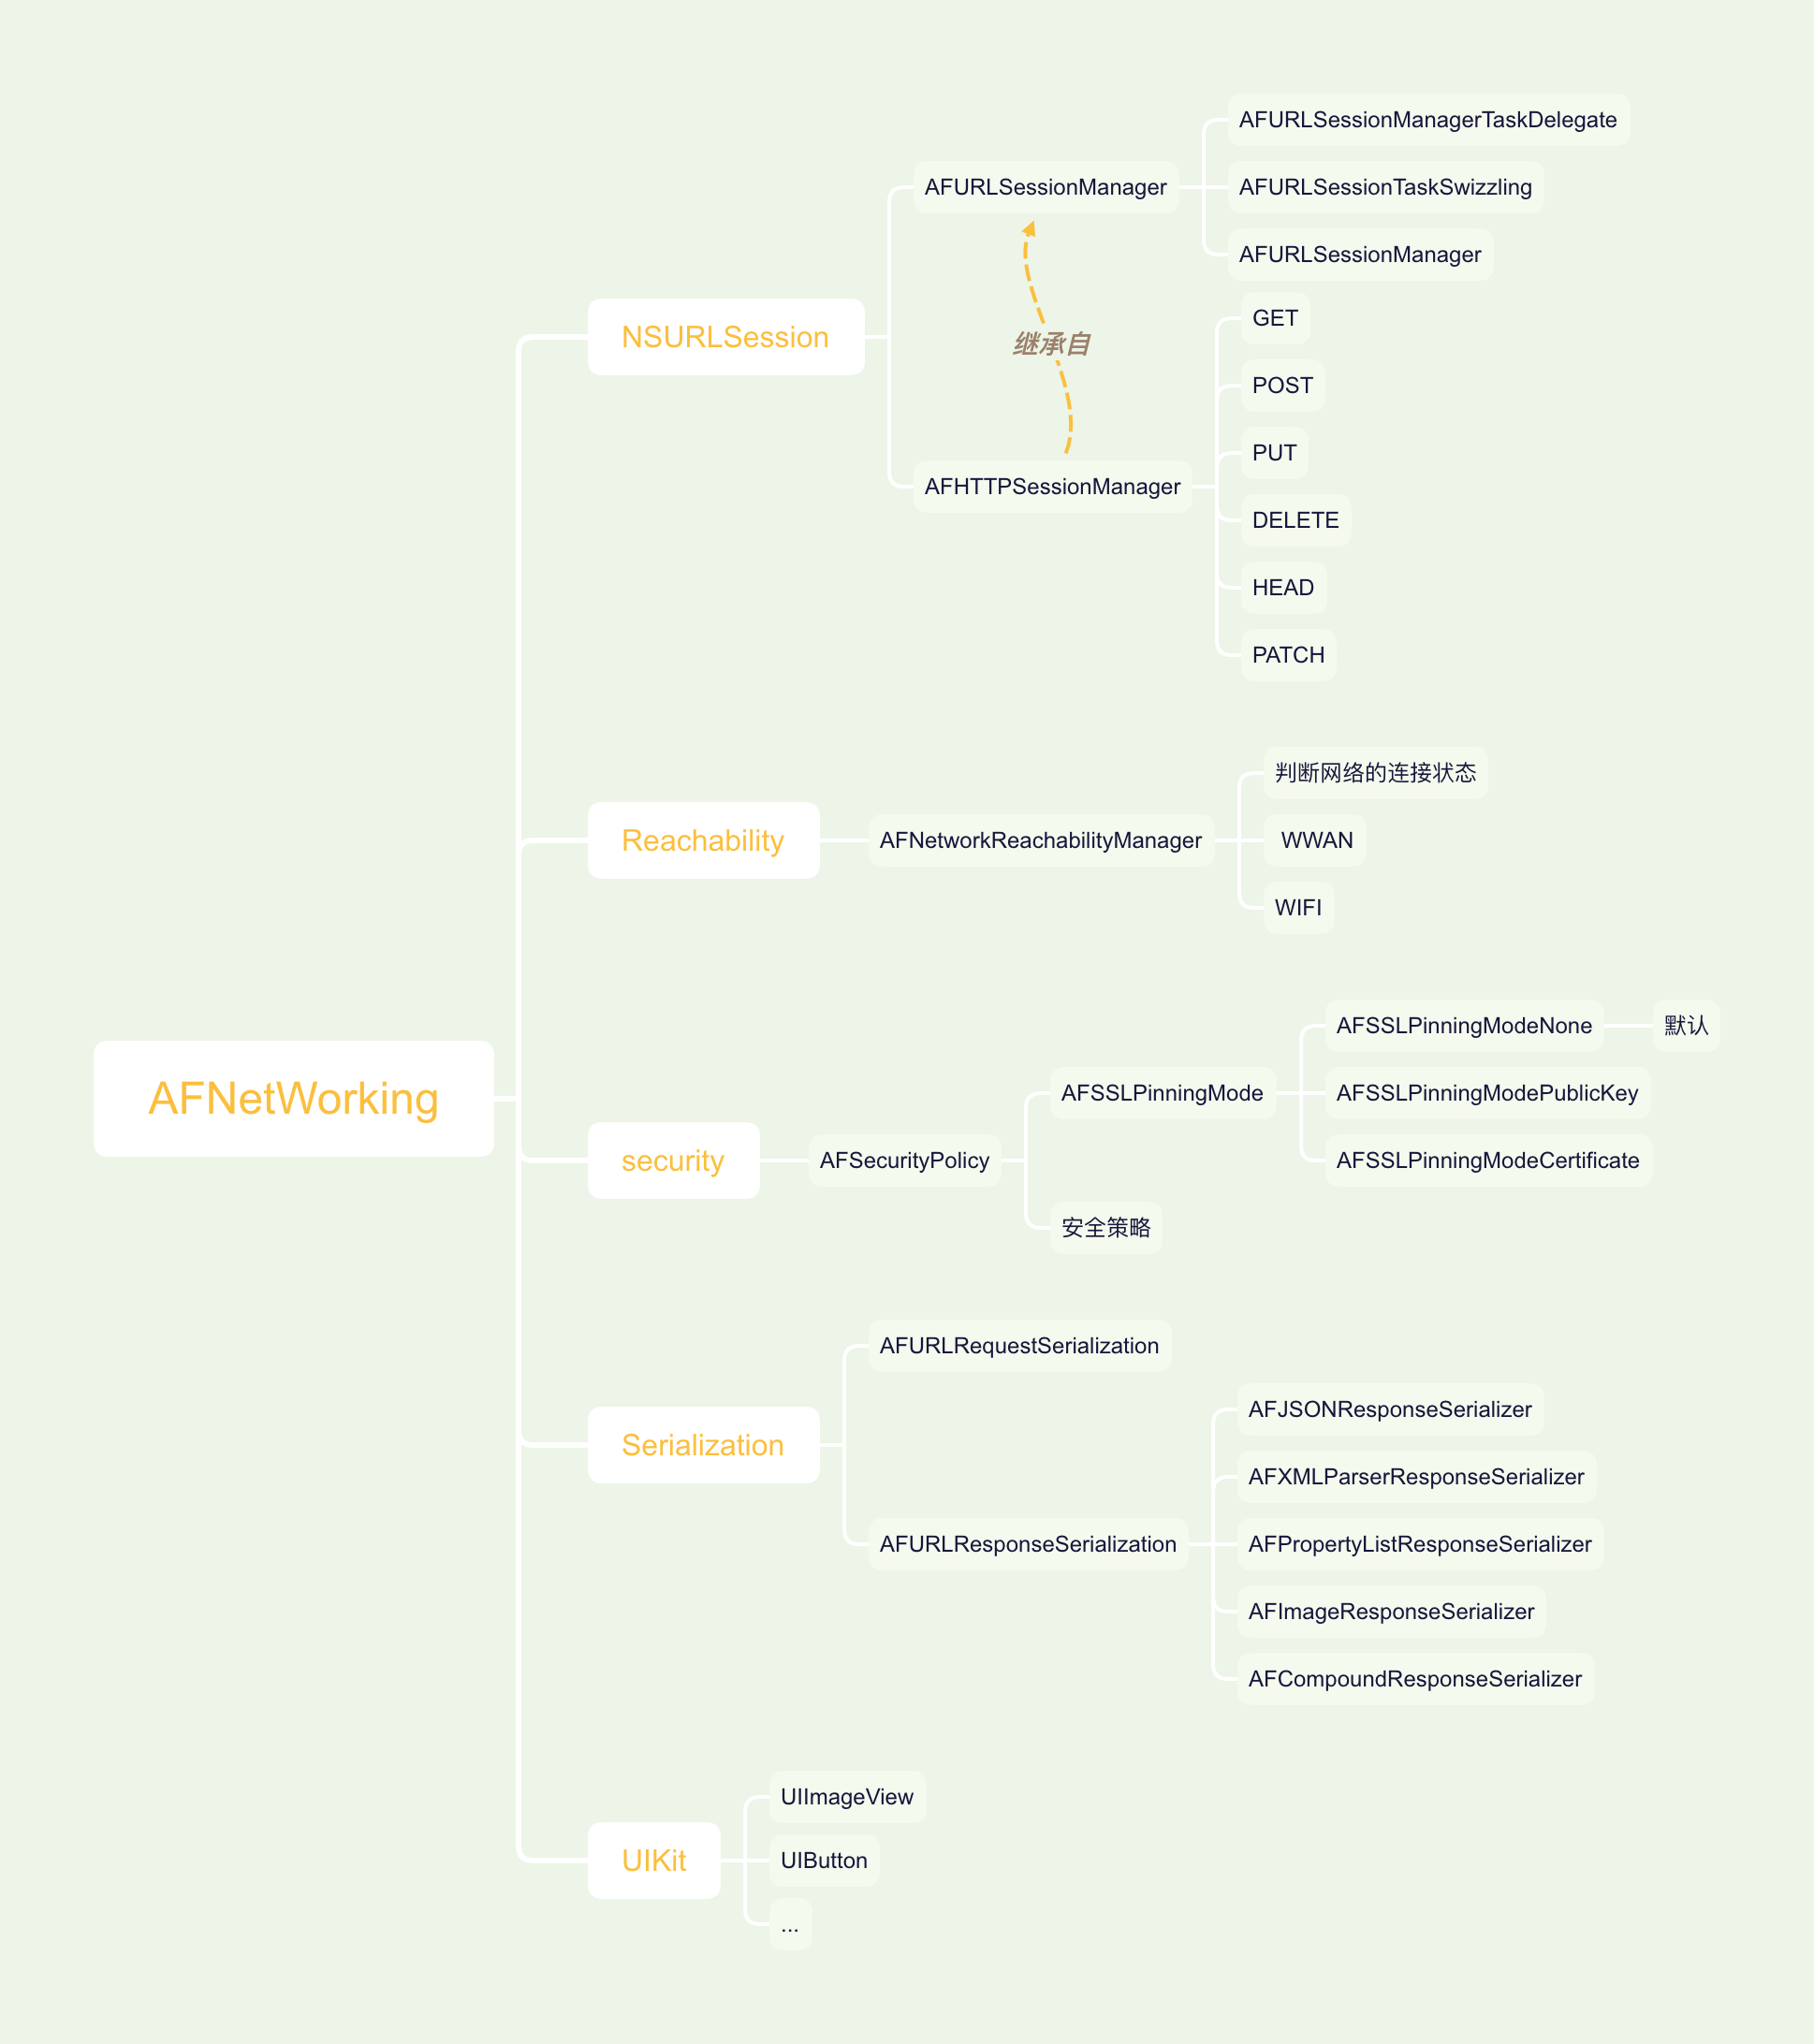 AFNetWorking
NSURLSession
AFURLSessionManager
AFURLSessionManagerTaskDelegate
AFURLSessionTaskSwizzling
AFURLSessionManager
继承自
AFHTTPSessionManager
GET
POST
PUT
DELETE
HEAD
PATCH
Reachability
AFNetworkReachabilityManager
判断网络的连接状态
WWAN
WIFI
security
AFSecurityPolicy
AFSSLPinningMode
AFSSLPinningModeNone
默认
AFSSLPinningModePublicKey
AFSSLPinningModeCertificate
安全策略
Serialization
AFURLRequestSerialization
AFURLResponseSerialization
AFJSONResponseSerializer
AFXMLParserResponseSerializer
AFPropertyListResponseSerializer
AFImageResponseSerializer
AFCompoundResponseSerializer
UIKit
UIImageView
UIButton
...